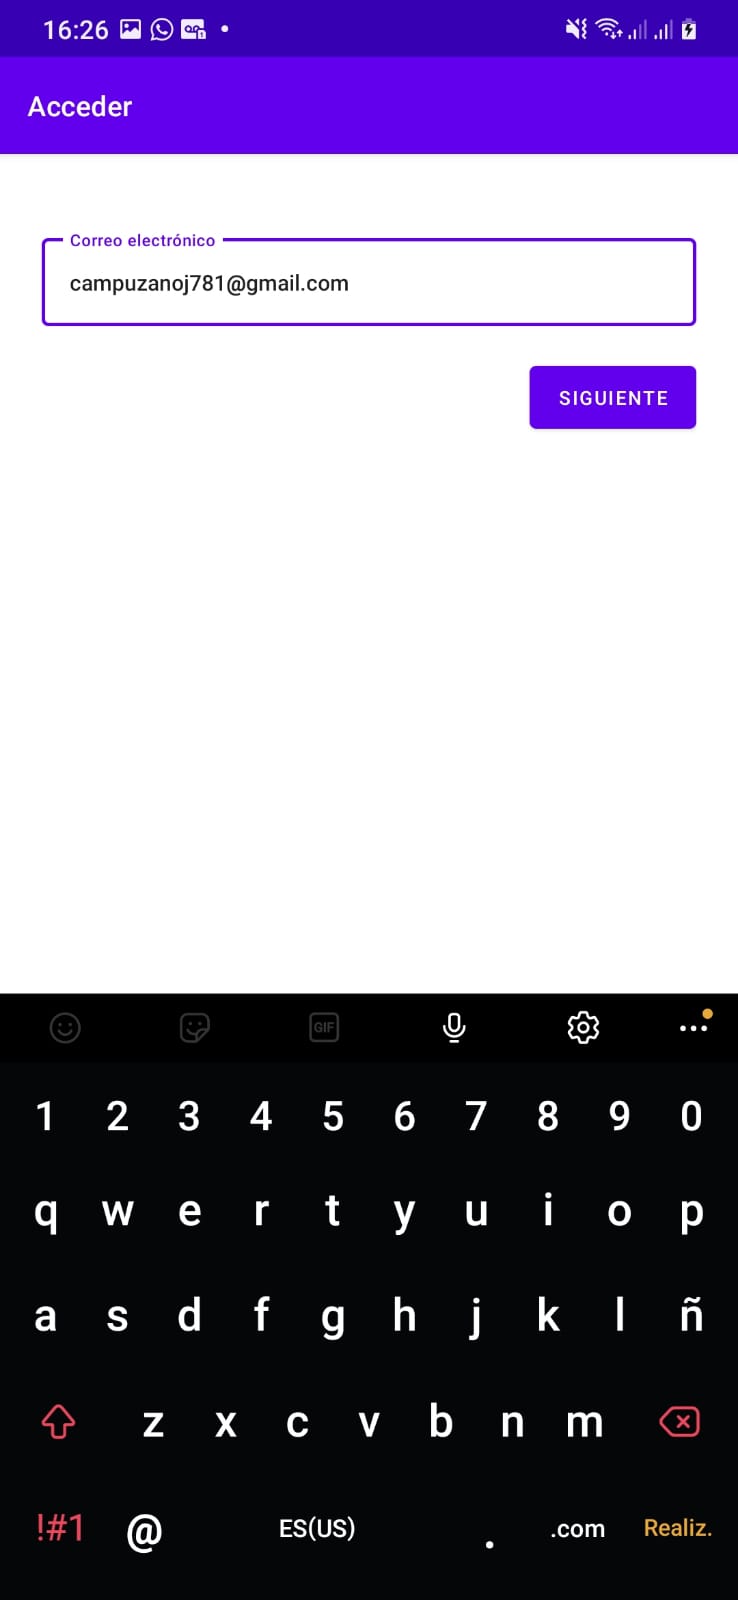 16:26
Acceder
Correo electrónico
campuzanoj781@gmail.com
SIGUIENTE
GIF
1 2 3 4 5 6 7 8 9 0
q w e r t y u i o p
a s d f g h j k l ñ
z x c v b n m
!#1 @ ES(US) . .com Realiz.